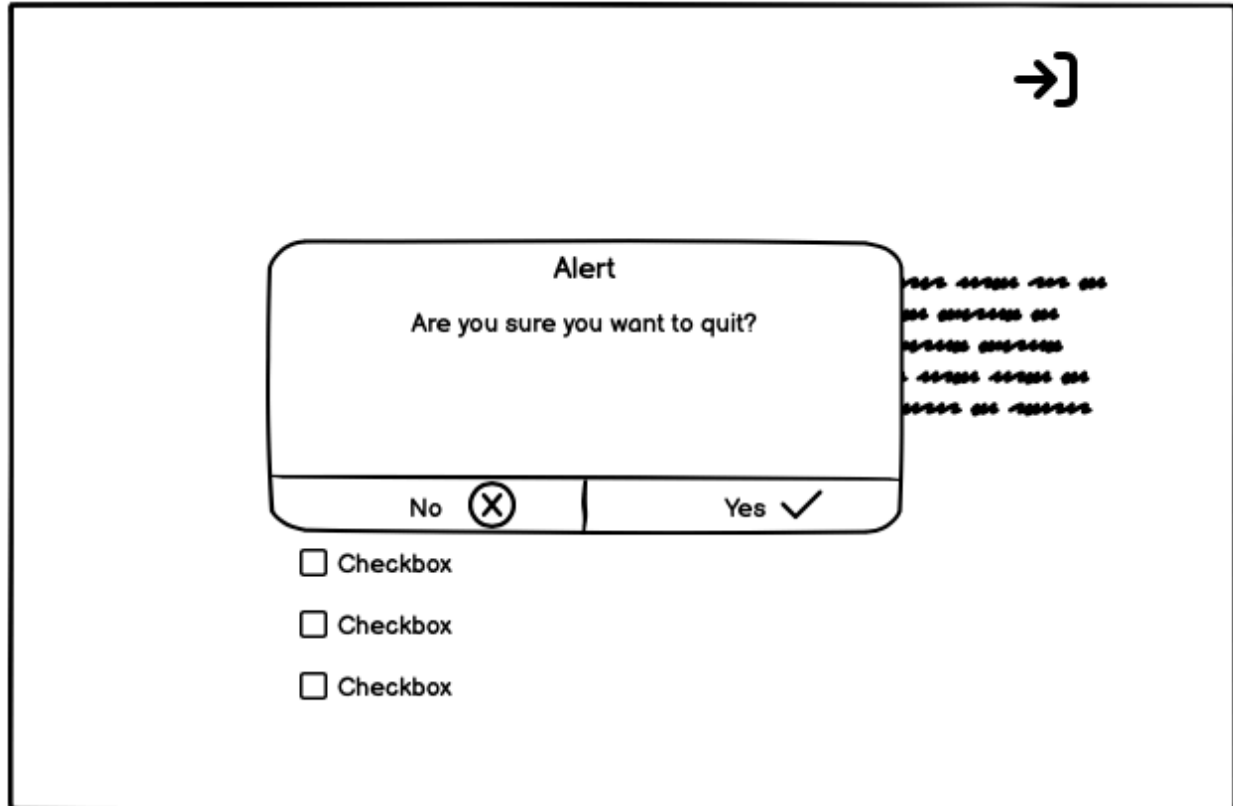 Alert
Are you sure you want to quit?
No
Yes
Checkbox
Checkbox
Checkbox